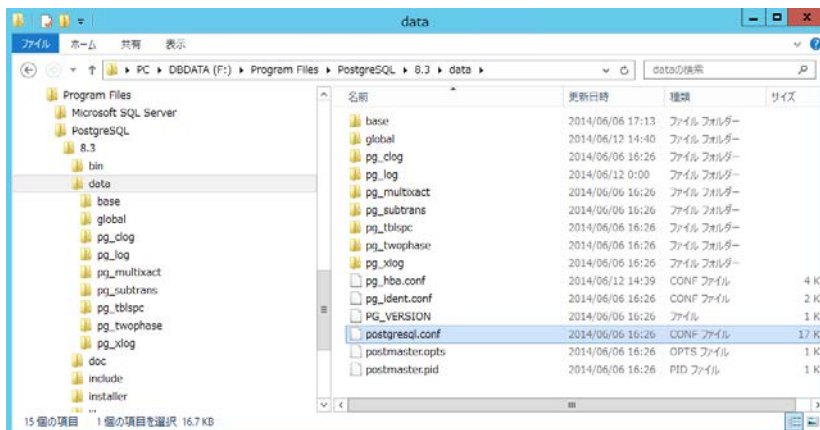 data
ファイル ホーム 共有 表示
PC DBDATA (F:) Program Files PostgreSQL 8.3 data
dataの検索
Program Files
Microsoft SQL Server
PostgreSQL
8.3
bin
data
base
global
pg_clog
pg_log
pg_multixact
pg_subtrans
pg_tblspc
pg_twophase
pg_xlog
doc
include
installer
名前 更新日時 種類 サイズ
base 2014/06/06 17:13 ファイル フォルダー
global 2014/06/12 14:40 ファイル フォルダー
pg_clog 2014/06/06 16:26 ファイル フォルダー
pg_log 2014/06/12 0:00 ファイル フォルダー
pg_multixact 2014/06/06 16:26 ファイル フォルダー
pg_subtrans 2014/06/06 16:26 ファイル フォルダー
pg_tblspc 2014/06/06 16:26 ファイル フォルダー
pg_twophase 2014/06/06 16:26 ファイル フォルダー
pg_xlog 2014/06/06 16:26 ファイル フォルダー
pg_hba.conf 2014/06/12 14:39 CONF ファイル 4 K
pg_ident.conf 2014/06/06 16:26 CONF ファイル 2 K
PG_VERSION 2014/06/06 16:26 ファイル 1 K
postgresql.conf 2014/06/06 16:26 CONF ファイル 17 K
postmaster.opts 2014/06/06 16:26 OPTS ファイル 1 K
postmaster.pid 2014/06/06 16:26 PID ファイル 1 K
15 個の項目 1 個の項目を選択 16.7 KB